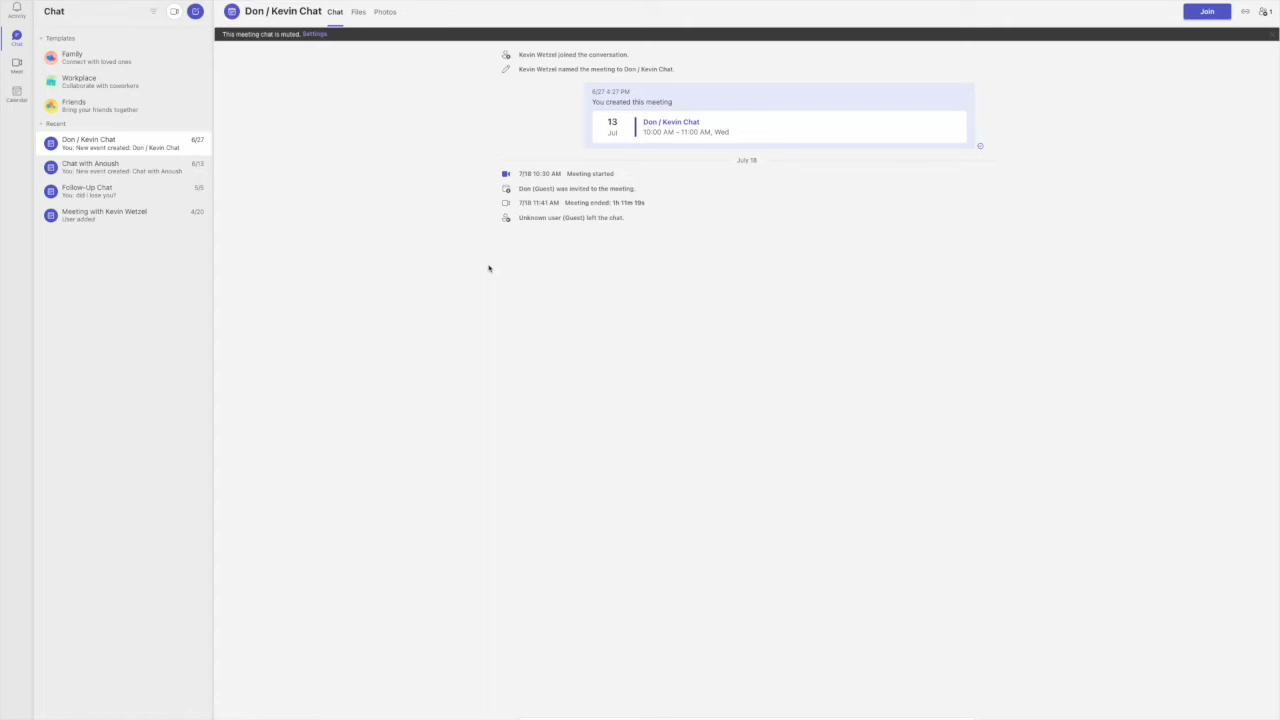 Activity
Chat
Meet
Calendar
Chat
Templates
Family
Connect with loved ones
Workplace
Collaborate with coworkers
Friends
Bring your friends together
Recent
Don / Kevin Chat 6/27
You: New event created: Don / Kevin Chat
Chat with Anoush 6/13
You: New event created: Chat with Anoush
Follow-Up Chat 5/5
You: did I lose you?
Meeting with Kevin Wetzel 4/20
User added
Don / Kevin Chat Chat Files Photos Join 1
This meeting chat is muted. Settings
Kevin Wetzel joined the conversation.
Kevin Wetzel named the meeting to Don / Kevin Chat.
6/27 4:27 PM
You created this meeting
13 Don / Kevin Chat
Jul 10:00 AM - 11:00 AM, Wed
July 18
7/18 10:30 AM Meeting started
Don (Guest) was invited to the meeting.
7/18 11:41 AM Meeting ended: 1h 11m 19s
Unknown user (Guest) left the chat.